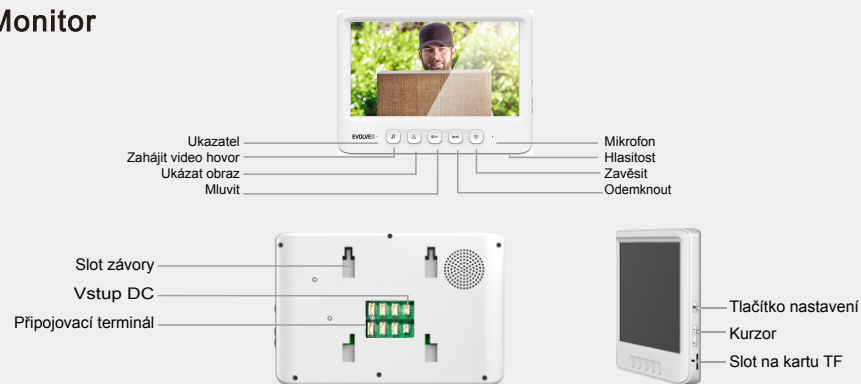 Monitor
EVOLVEO
Ukazatel
Zahájit video hovor
Ukázat obraz
Mluvit
Mikrofon
Hlasitost
Zavěsit
Odemknout
Slot závory
Vstup DC
Připojovací terminál
Tlačítko nastavení
Kurzor
Slot na kartu TF